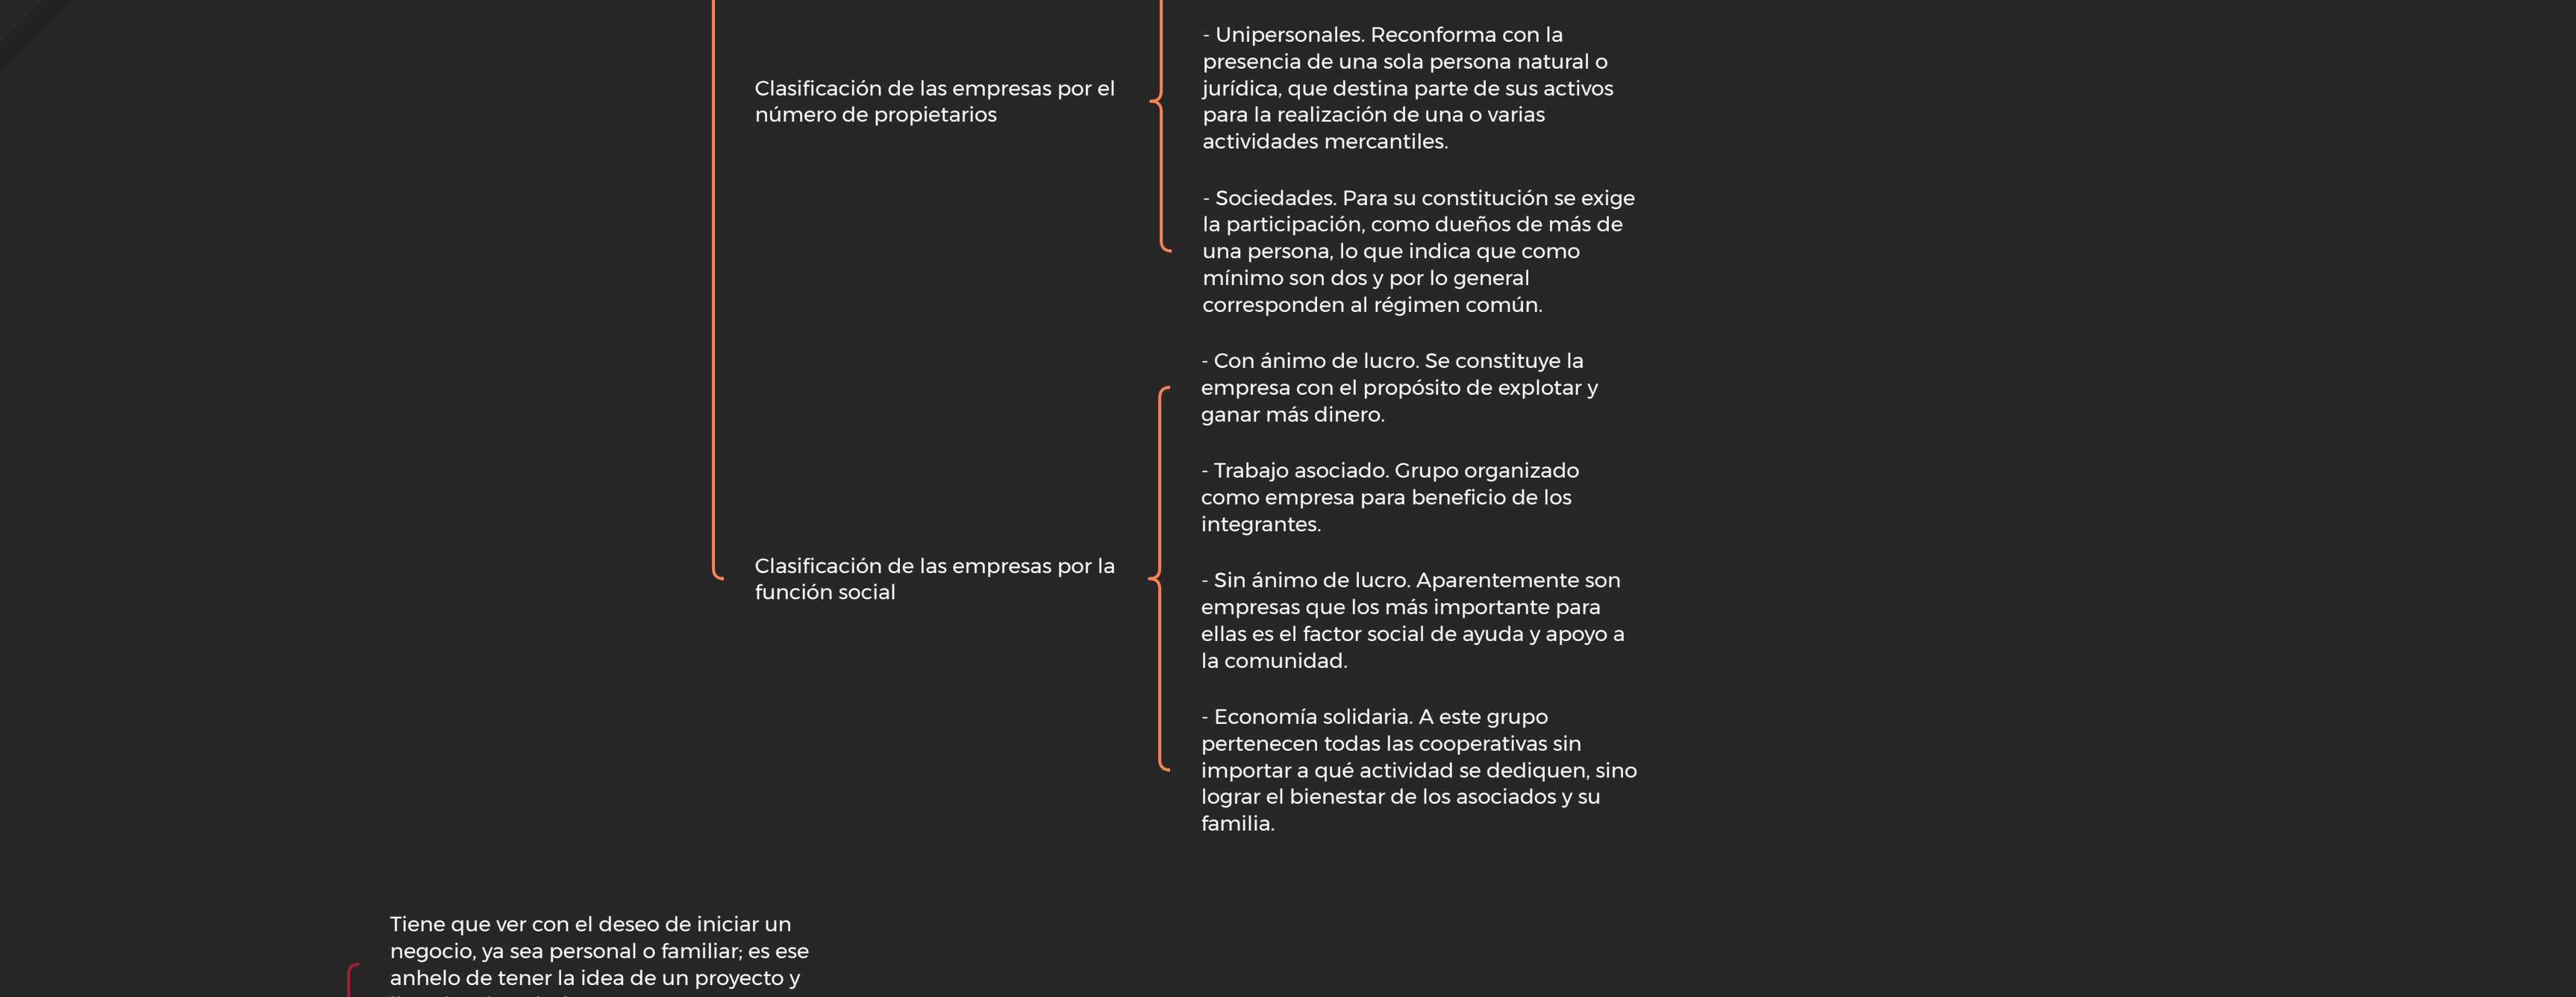 Clasificación de las empresas por el
número de propietarios
- Unipersonales. Reconforma con la
presencia de una sola persona natural o
jurídica, que destina parte de sus activos
para la realización de una o varias
actividades mercantiles.
- Sociedades. Para su constitución se exige
la participación, como dueños de más de
una persona, lo que indica que como
mínimo son dos y por lo general
corresponden al régimen común.
Clasificación de las empresas por la
función social
- Con ánimo de lucro. Se constituye la
empresa con el propósito de explotar y
ganar más dinero.
- Trabajo asociado. Grupo organizado
como empresa para beneficio de los
integrantes.
- Sin ánimo de lucro. Aparentemente son
empresas que los más importante para
ellas es el factor social de ayuda y apoyo a
la comunidad.
- Economía solidaria. A este grupo
pertenecen todas las cooperativas sin
importar a qué actividad se dediquen, sino
lograr el bienestar de los asociados y su
familia.
Tiene que ver con el deseo de iniciar un
negocio, ya sea personal o familiar; es ese
anhelo de tener la idea de un proyecto y